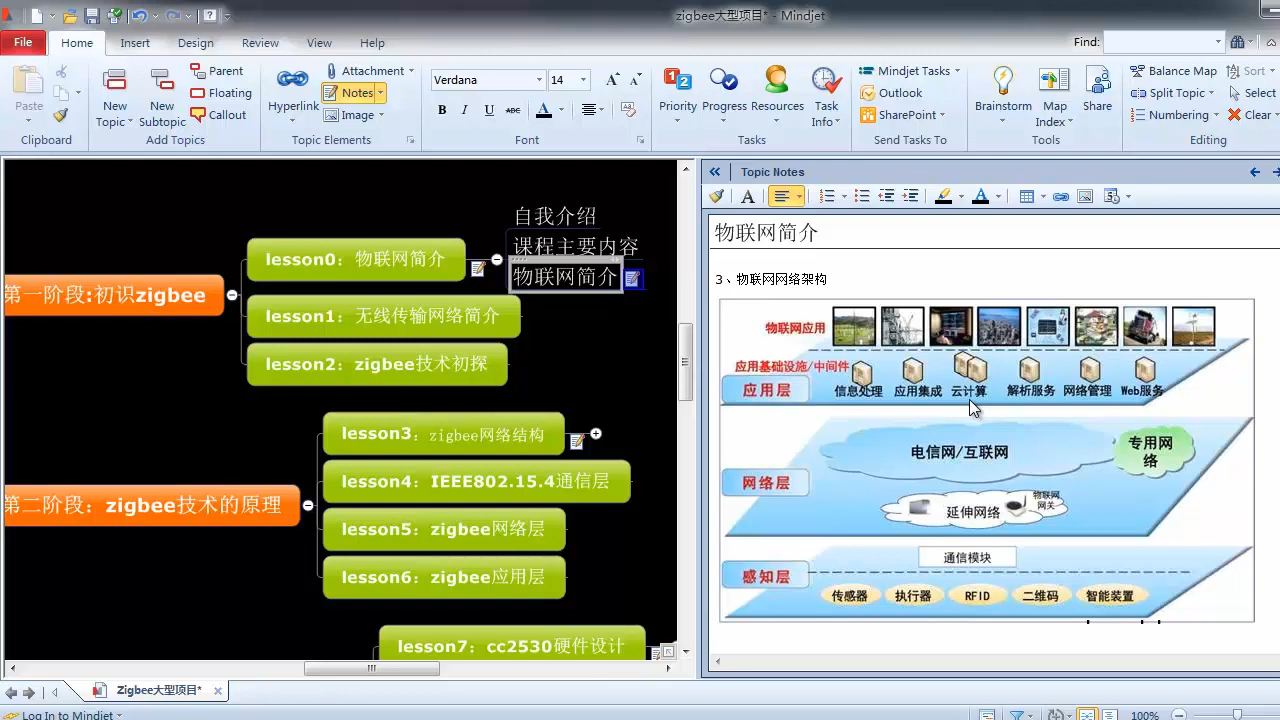 zigbee大型项目* - Mindjet
File Home Insert Design Review View Help Find:
Paste
Clipboard
New Topic
New Subtopic
Parent
Floating
Callout
Add Topics
Hyperlink
Attachment
Notes
Image
Topic Elements
Verdana 14
B I U ABC A
Font
Priority
Progress
Resources
Task Info
Tasks
Mindjet Tasks
Outlook
SharePoint
Send Tasks To
Brainstorm
Map Index
Share
Tools
Balance Map
Split Topic
Numbering
Sort
Select
Clear
Editing
第一阶段:初识zigbee
lesson0：物联网简介
自我介绍
课程主要内容
物联网简介
lesson1：无线传输网络简介
lesson2：zigbee技术初探
第二阶段：zigbee技术的原理
lesson3：zigbee网络结构
lesson4：IEEE802.15.4通信层
lesson5：zigbee网络层
lesson6：zigbee应用层
lesson7：cc2530硬件设计
Topic Notes
物联网简介
3、物联网网络架构
物联网应用
应用基础设施/中间件
应用层
信息处理 应用集成 云计算 解析服务 网络管理 Web服务
电信网/互联网
专用网络
网络层
延伸网络
物联网网关
通信模块
感知层
传感器 执行器 RFID 二维码 智能装置
Zigbee大型项目*
Log In to Mindjet
100%